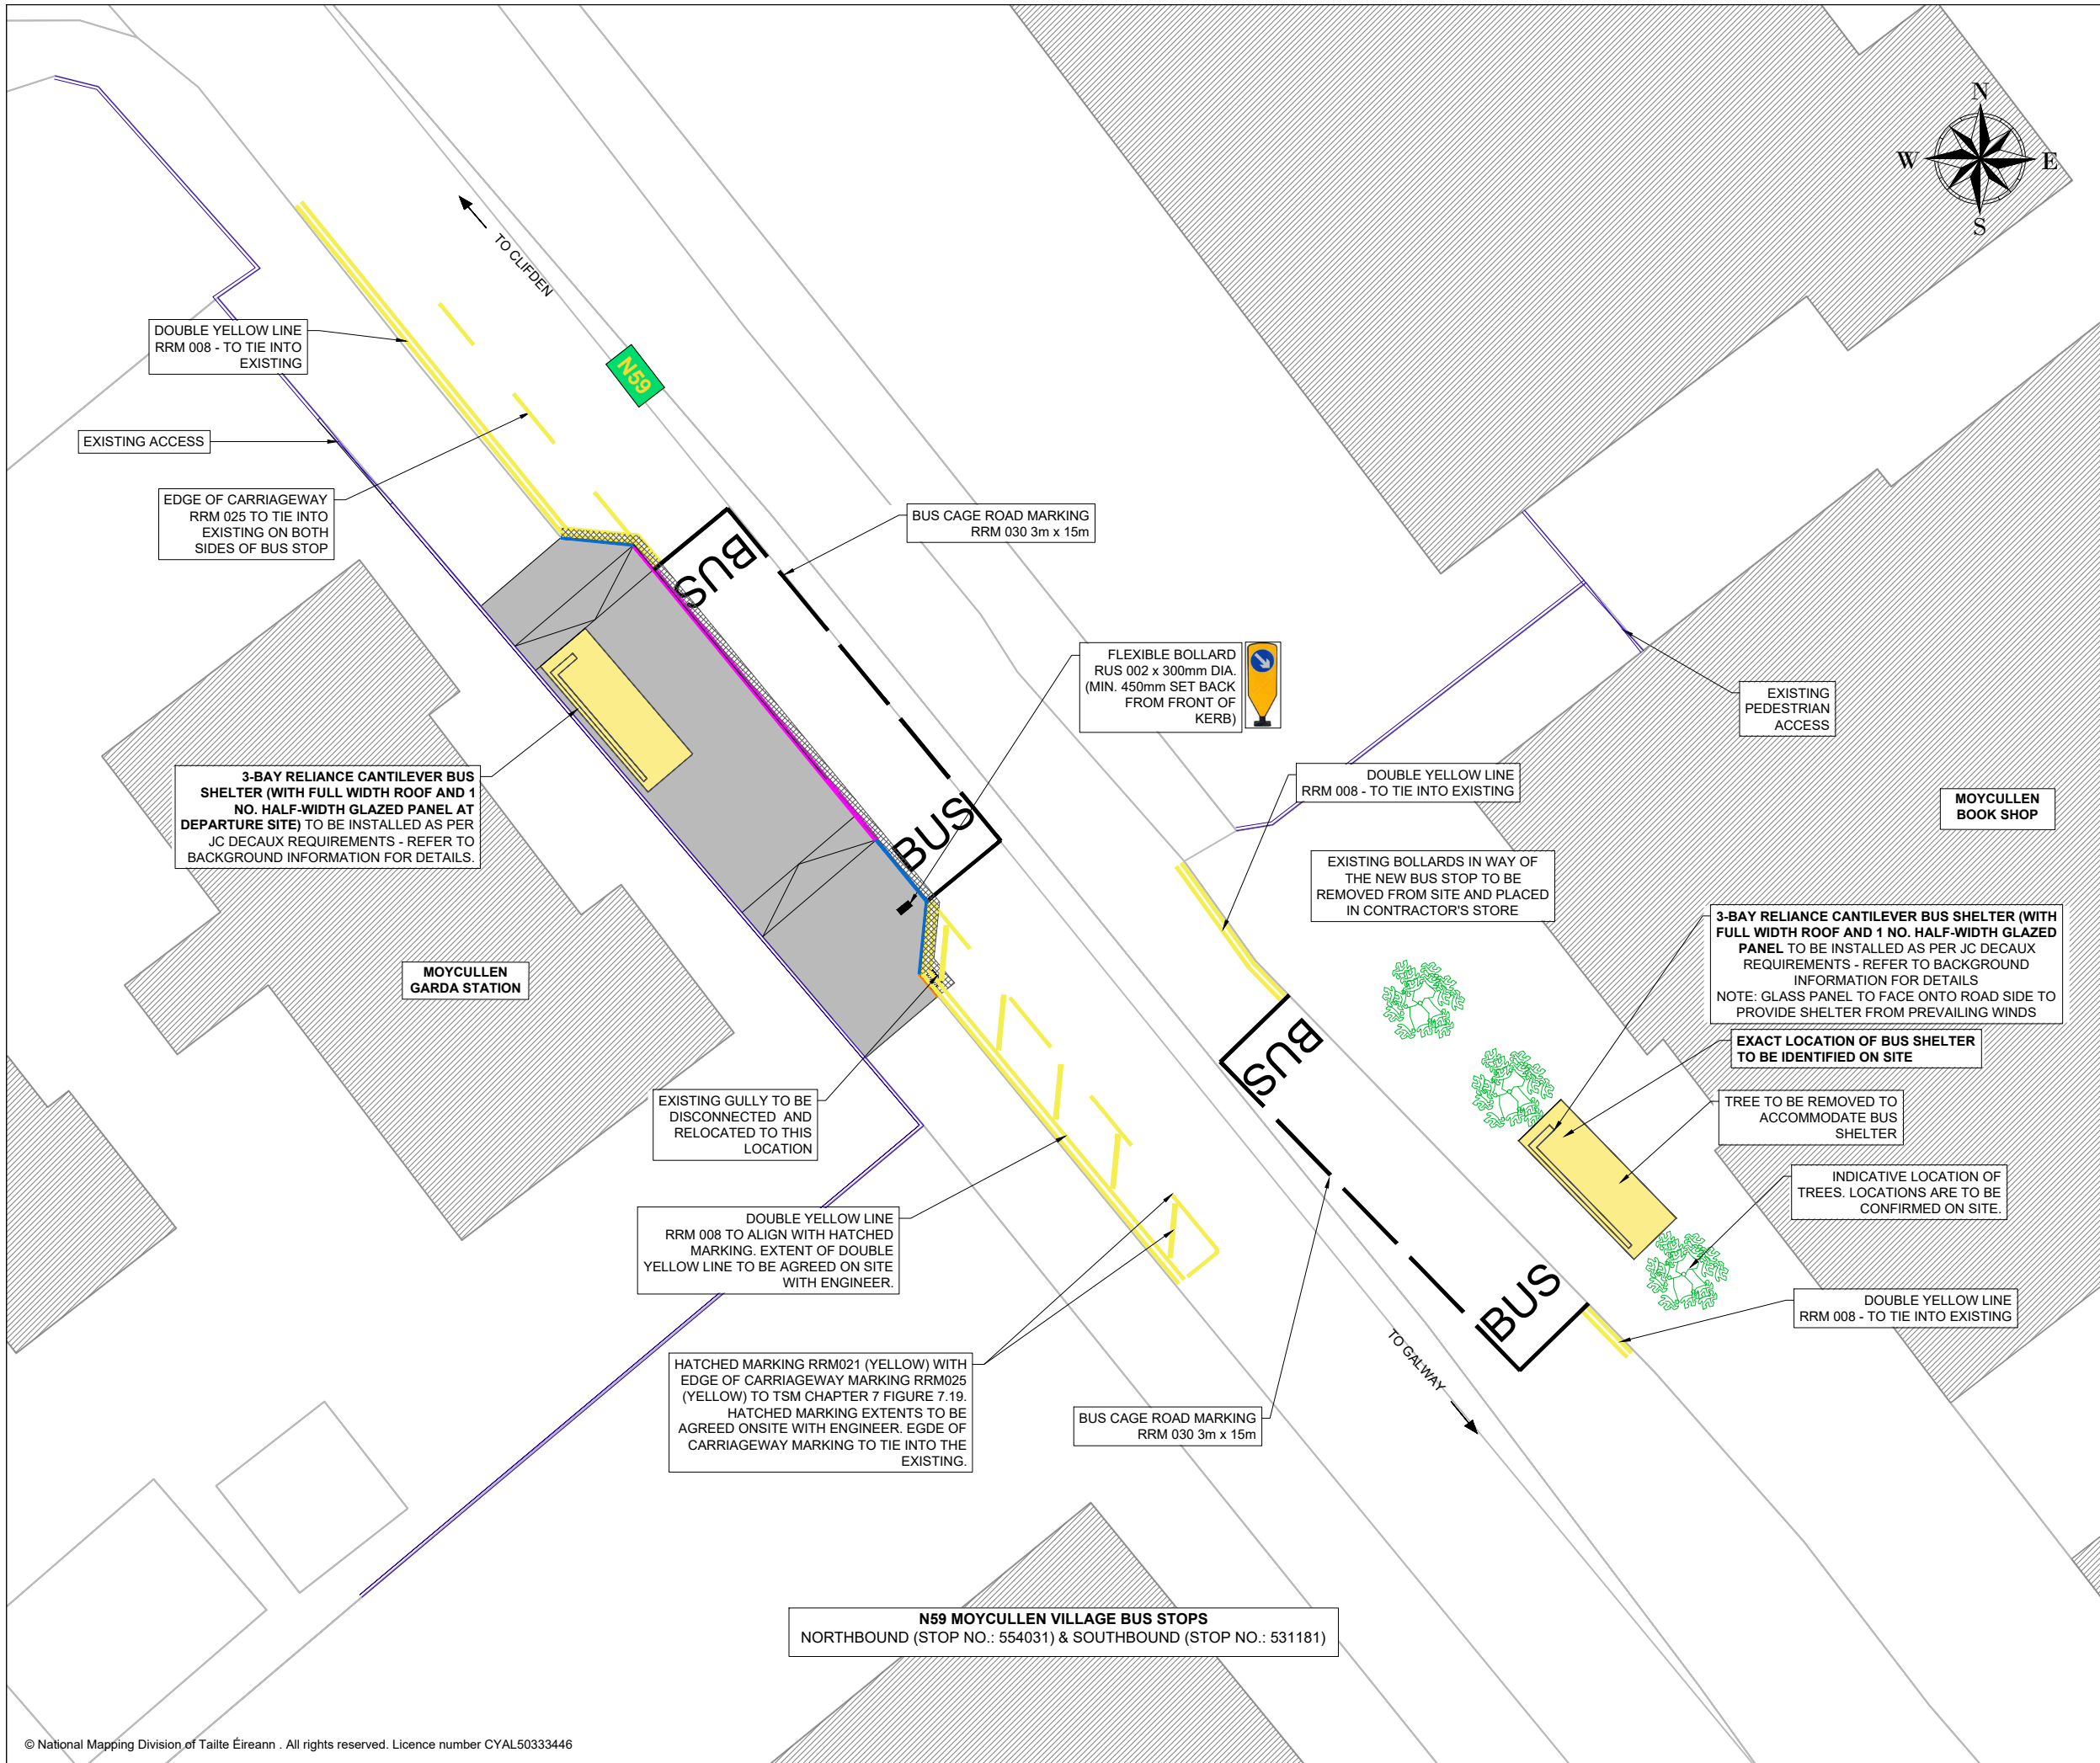 N
W
E
S
TO CLIFDEN
DOUBLE YELLOW LINE
RRM 008 - TO TIE INTO
EXISTING
N59
EXISTING ACCESS
EDGE OF CARRIAGEWAY
RRM 025 TO TIE INTO
EXISTING ON BOTH
SIDES OF BUS STOP
BUS CAGE ROAD MARKING
RRM 030 3m x 15m
BUS
FLEXIBLE BOLLARD
RUS 002 x 300mm DIA.
(MIN. 450mm SET BACK
FROM FRONT OF
KERB)
EXISTING
PEDESTRIAN
ACCESS
3-BAY RELIANCE CANTILEVER BUS
SHELTER (WITH FULL WIDTH ROOF AND 1
NO. HALF-WIDTH GLAZED PANEL AT
DEPARTURE SITE) TO BE INSTALLED AS PER
JC DECAUX REQUIREMENTS - REFER TO
BACKGROUND INFORMATION FOR DETAILS.
BUS
DOUBLE YELLOW LINE
RRM 008 - TO TIE INTO EXISTING
MOYCULLEN
BOOK SHOP
EXISTING BOLLARDS IN WAY OF
THE NEW BUS STOP TO BE
REMOVED FROM SITE AND PLACED
IN CONTRACTOR'S STORE
3-BAY RELIANCE CANTILEVER BUS SHELTER (WITH
FULL WIDTH ROOF AND 1 NO. HALF-WIDTH GLAZED
PANEL TO BE INSTALLED AS PER JC DECAUX
REQUIREMENTS - REFER TO BACKGROUND
INFORMATION FOR DETAILS
NOTE: GLASS PANEL TO FACE ONTO ROAD SIDE TO
PROVIDE SHELTER FROM PREVAILING WINDS
MOYCULLEN
GARDA STATION
EXACT LOCATION OF BUS SHELTER
TO BE IDENTIFIED ON SITE
BUS
EXISTING GULLY TO BE
DISCONNECTED AND
RELOCATED TO THIS
LOCATION
TREE TO BE REMOVED TO
ACCOMMODATE BUS
SHELTER
INDICATIVE LOCATION OF
TREES. LOCATIONS ARE TO BE
CONFIRMED ON SITE.
DOUBLE YELLOW LINE
RRM 008 TO ALIGN WITH HATCHED
MARKING. EXTENT OF DOUBLE
YELLOW LINE TO BE AGREED ON SITE
WITH ENGINEER.
BUS
DOUBLE YELLOW LINE
RRM 008 - TO TIE INTO EXISTING
TO GALWAY
HATCHED MARKING RRM021 (YELLOW) WITH
EDGE OF CARRIAGEWAY MARKING RRM025
(YELLOW) TO TSM CHAPTER 7 FIGURE 7.19.
HATCHED MARKING EXTENTS TO BE
AGREED ONSITE WITH ENGINEER. EGDE OF
CARRIAGEWAY MARKING TO TIE INTO THE
EXISTING.
BUS CAGE ROAD MARKING
RRM 030 3m x 15m
N59 MOYCULLEN VILLAGE BUS STOPS
NORTHBOUND (STOP NO.: 554031) & SOUTHBOUND (STOP NO.: 531181)
© National Mapping Division of Tailte Éireann . All rights reserved. Licence number CYAL50333446